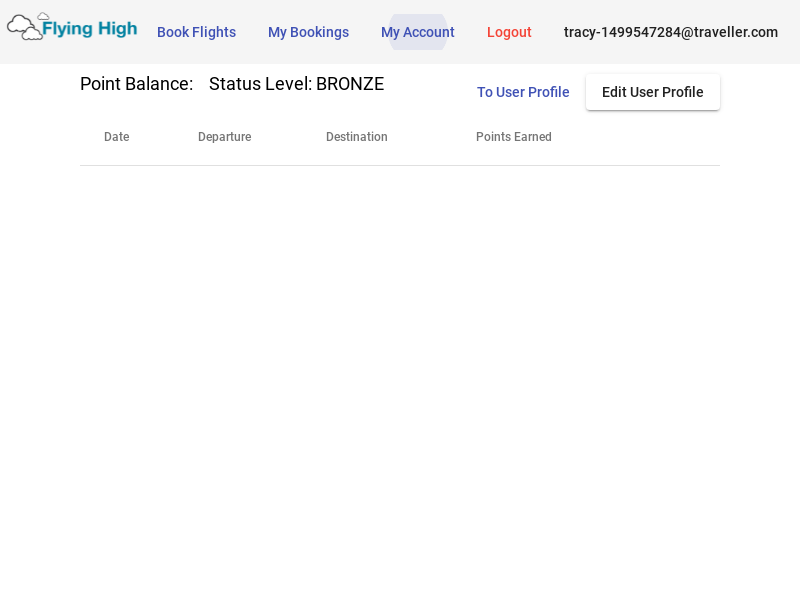 Flying High Book Flights My Bookings My Account Logout tracy-1499547284@traveller.com
Point Balance: Status Level: BRONZE To User Profile Edit User Profile
Date Departure Destination Points Earned